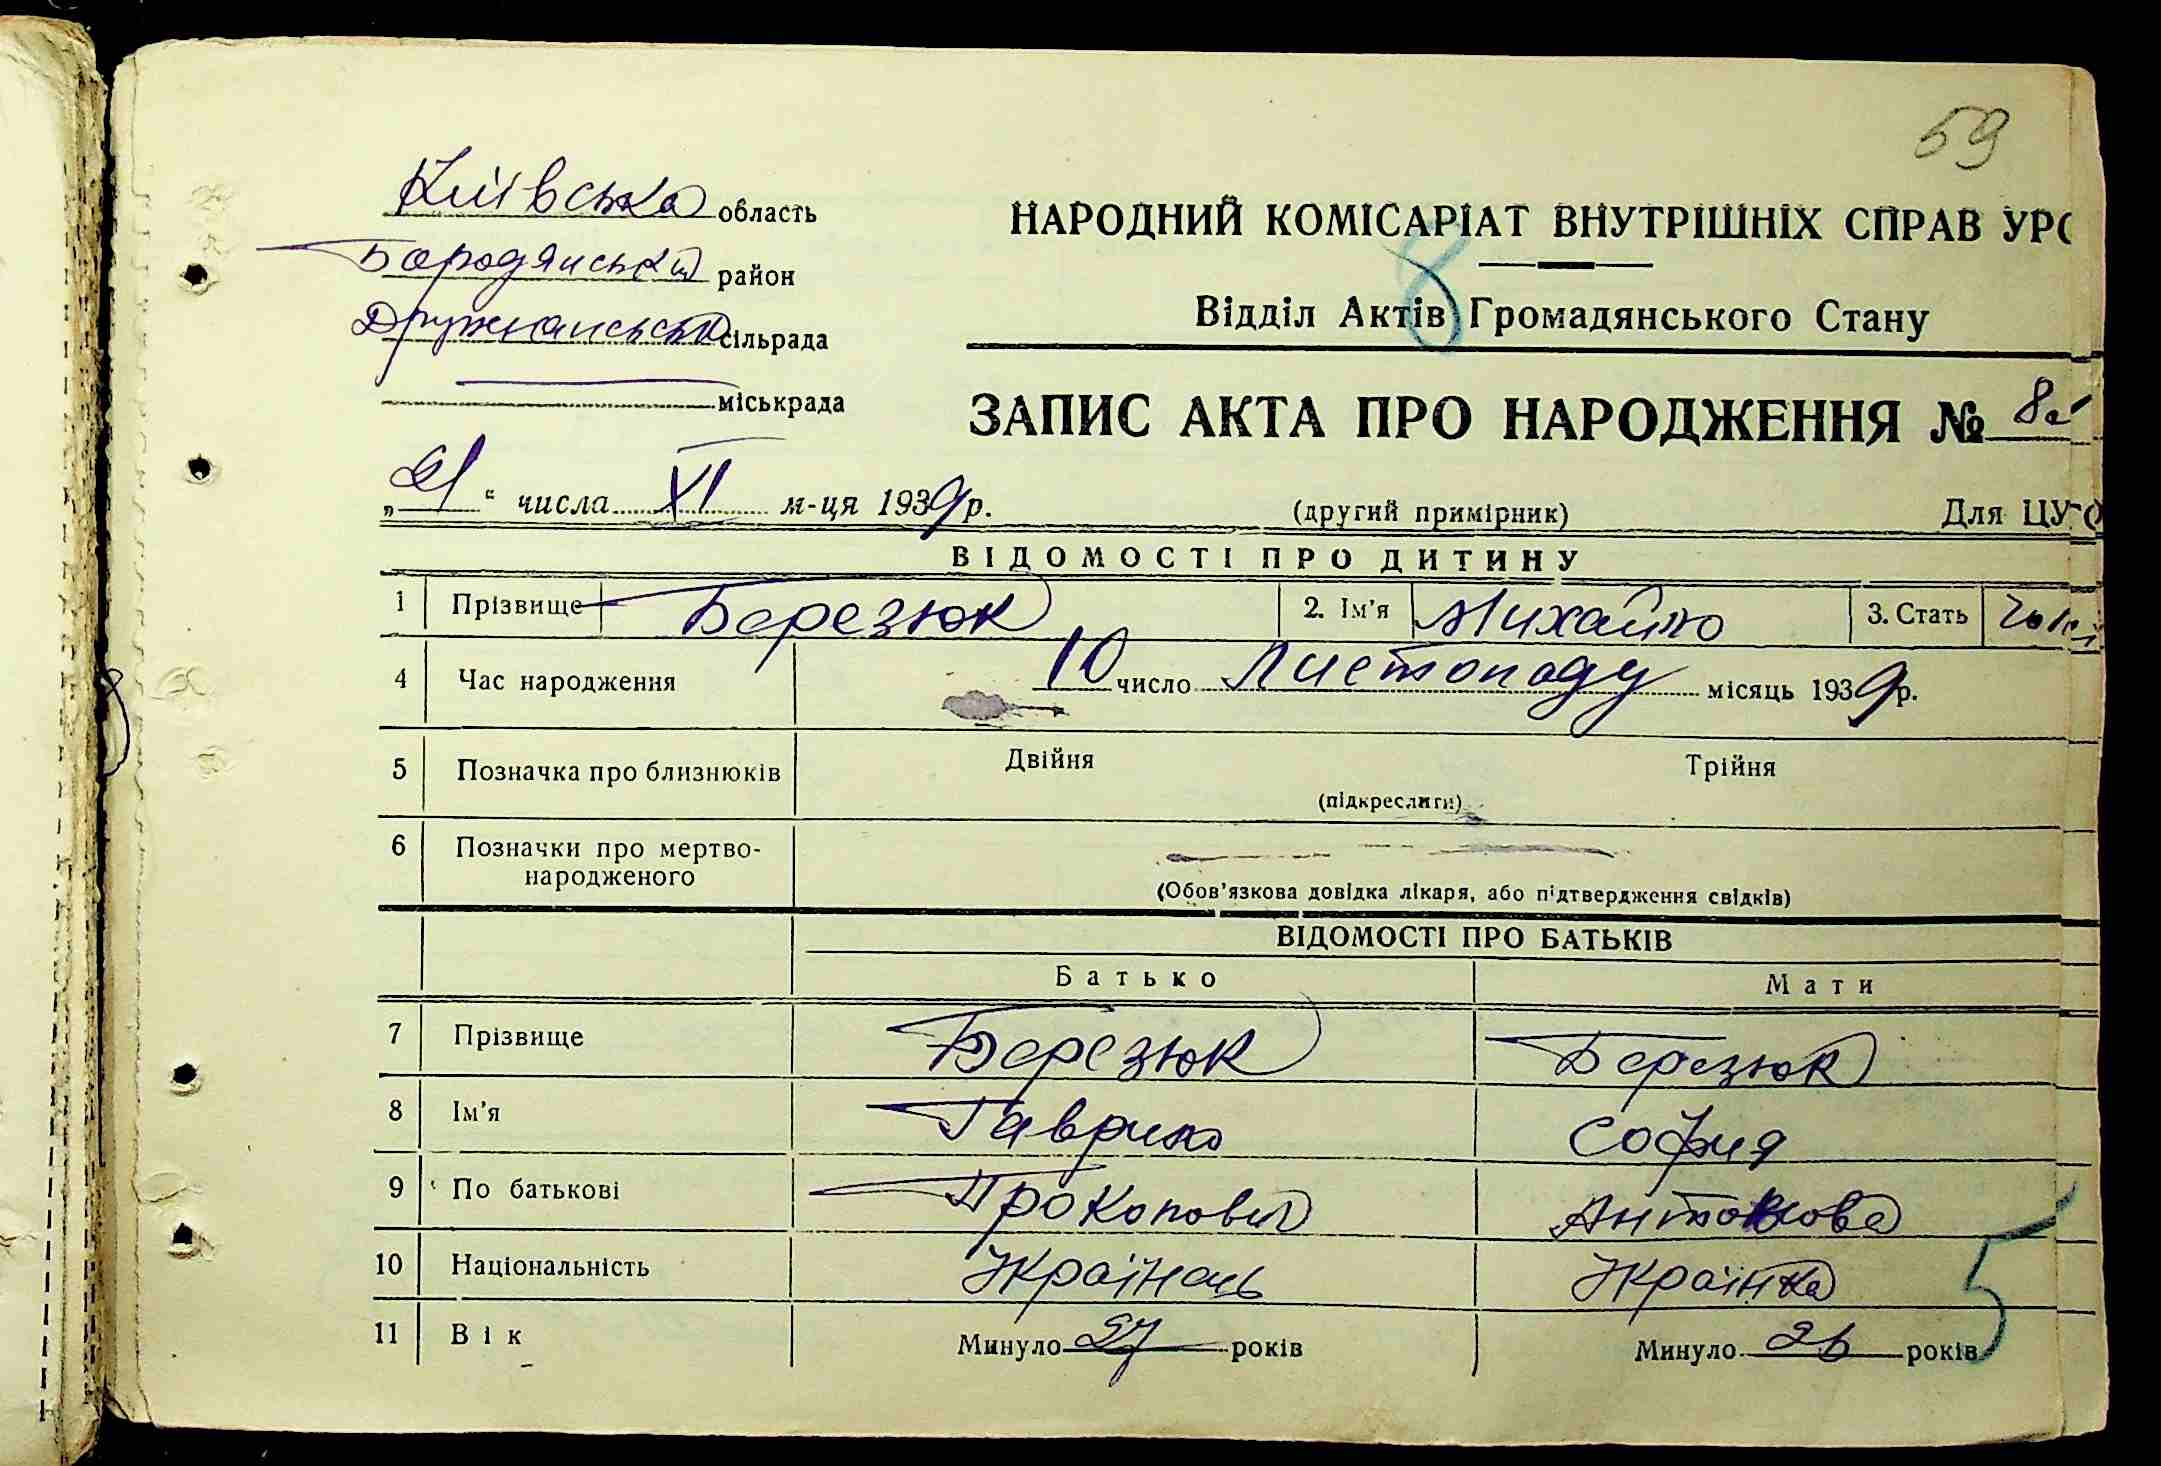 59
Київська область
НАРОДНИЙ КОМІСАРІАТ ВНУТРІШНІХ СПРАВ УРС
Бородянський район
8
Відділ Актів Громадянського Стану
Дружнянська сільрада
міськрада
ЗАПИС АКТА ПРО НАРОДЖЕННЯ № 82
„21“ числа XI м-ця 1939 р.
(другий примірник)
Для ЦУ
ВІДОМОСТІ ПРО ДИТИНУ
1 Прізвище Березюк 2. Ім'я Михайло 3. Стать чол
4 Час народження 10 число Листопаду місяць 1939 р.
5 Позначка про близнюків Двійня Трійня
(підкреслити)
6 Позначки про мертво-
народженого
(Обов'язкова довідка лікаря, або підтвердження свідків)
ВІДОМОСТІ ПРО БАТЬКІВ
Батько Мати
7 Прізвище Березюк Березюк
8 Ім'я Гаврило София
9 По батькові Прокопович Антонова
10 Національність Українець Українка
11 Вік Минуло 27 років Минуло 26 років
5